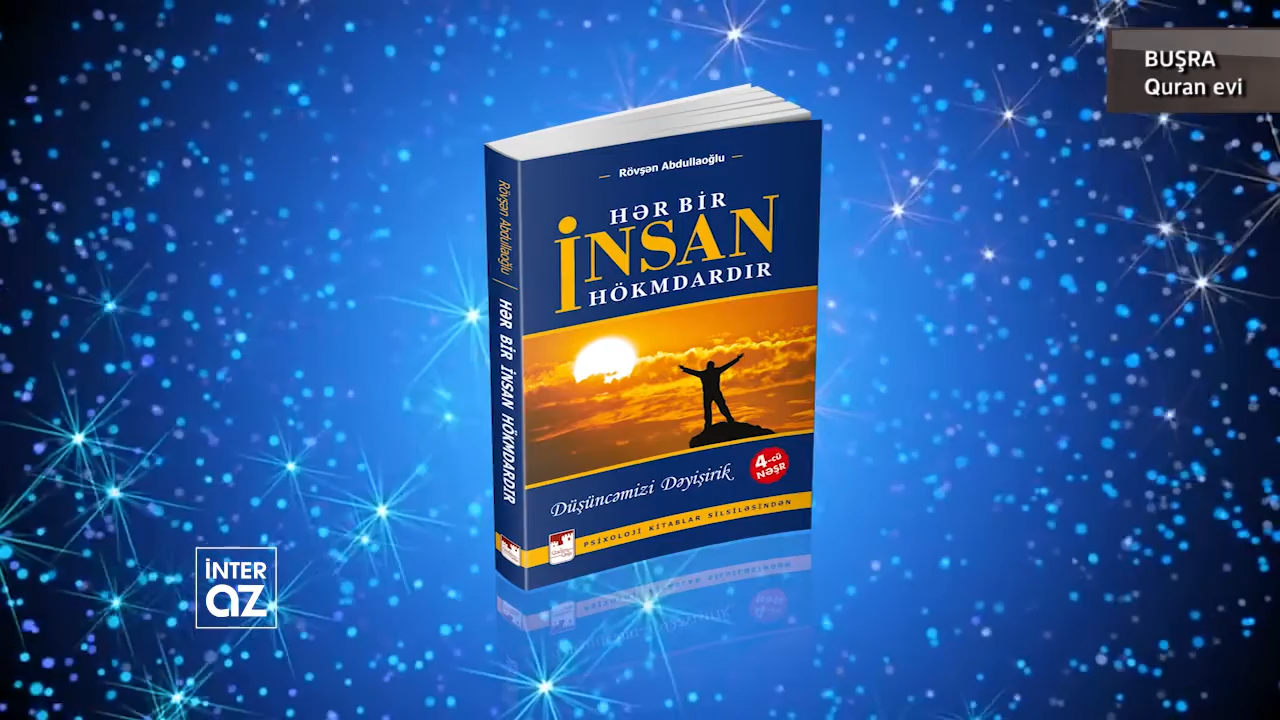 BUŞRA
Quran evi
Rövşən Abdullaoğlu
HƏR BİR
İNSAN
HÖKMDARDIR
Düşüncəmizi Dəyişirik
4-cü
NƏŞR
PSİXOLOJİ KİTABLAR SİLSİLƏSİNDƏN
Rövşən Abdullaoğlu
HƏR BİR İNSAN HÖKMDARDIR
İNTER
az